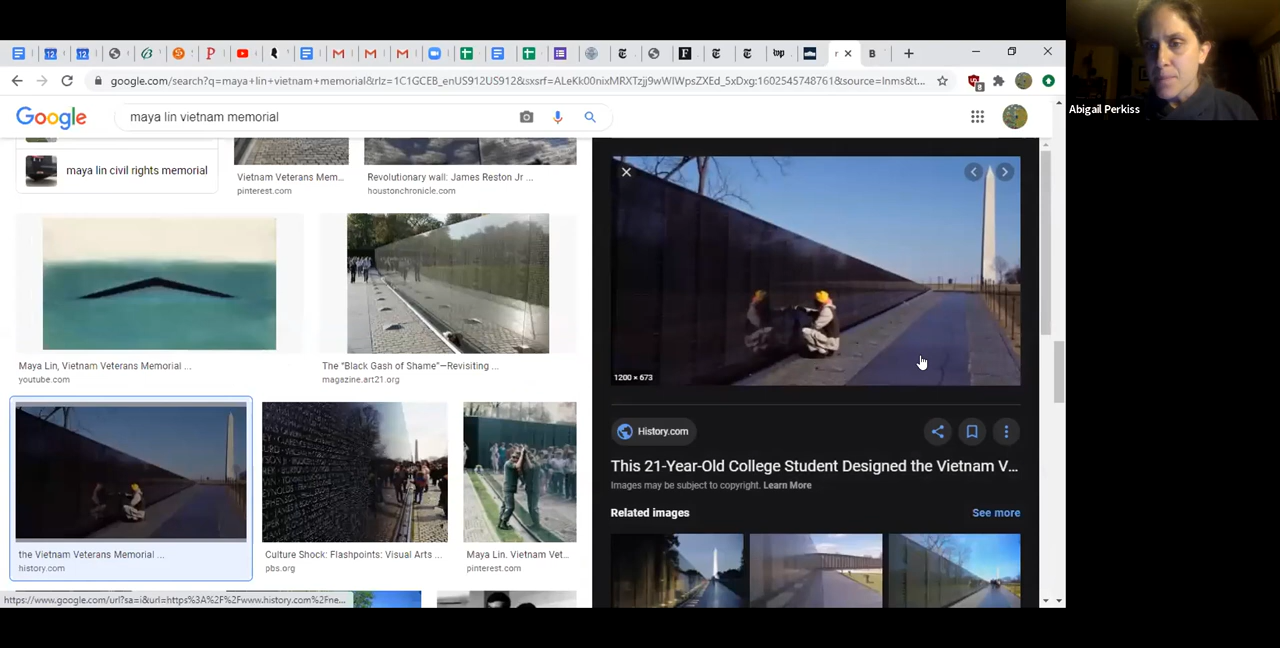 Abigail Perkiss
google.com/search?q=maya+lin+vietnam+memorial&rlz=1C1GCEB_enUS912US912&sxsrf=ALeKk00nixMRXTzjj9wWIWpsZXEd_5xDxg:1602545748761&source=lnms&t...
Google
maya lin vietnam memorial
maya lin civil rights memorial
Vietnam Veterans Mem...
pinterest.com
Revolutionary wall: James Reston Jr ...
houstonchronicle.com
Maya Lin, Vietnam Veterans Memorial ...
youtube.com
The “Black Gash of Shame”—Revisiting ...
magazine.art21.org
the Vietnam Veterans Memorial ...
history.com
Culture Shock: Flashpoints: Visual Arts ...
pbs.org
Maya Lin. Vietnam Vet...
pinterest.com
1200 × 673
History.com
This 21-Year-Old College Student Designed the Vietnam V...
Images may be subject to copyright. Learn More
Related images
See more
https://www.google.com/url?sa=i&url=https%3A%2F%2Fwww.history.com%2Fne...